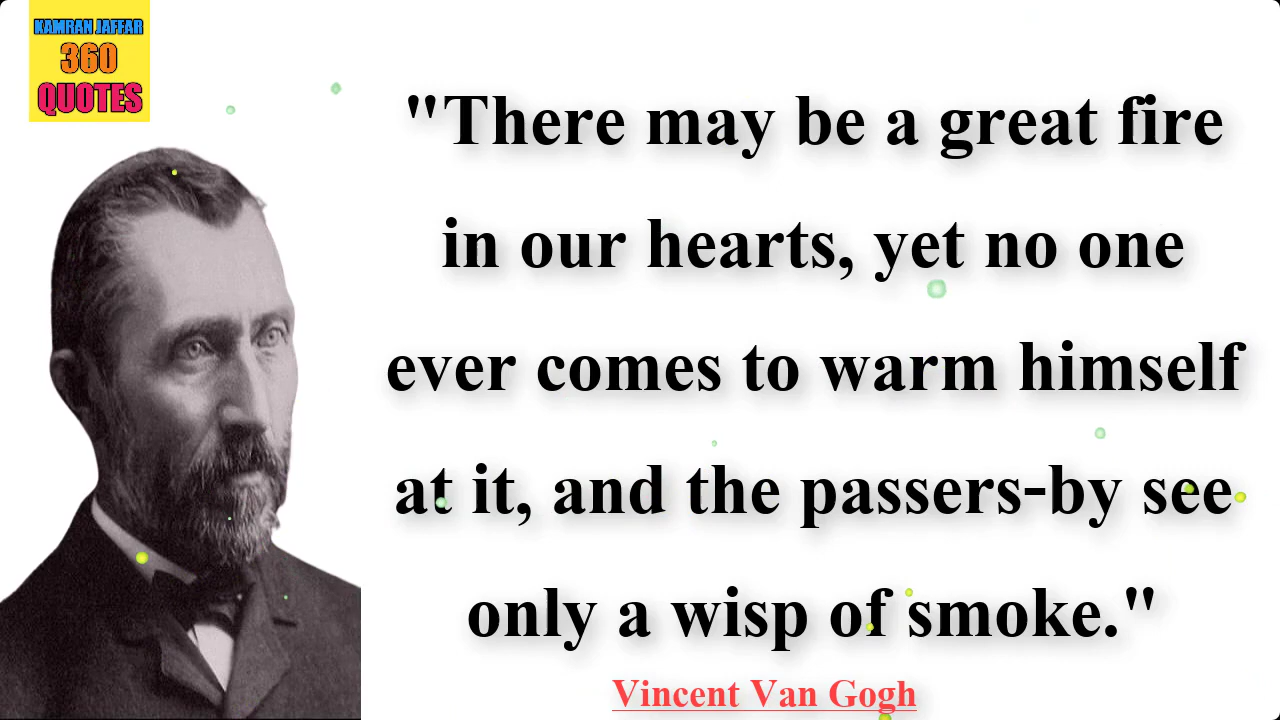 KAMRAN JAFFAR
360
QUOTES
"There may be a great fire
in our hearts, yet no one
ever comes to warm himself
at it, and the passers-by see
only a wisp of smoke."
Vincent Van Gogh